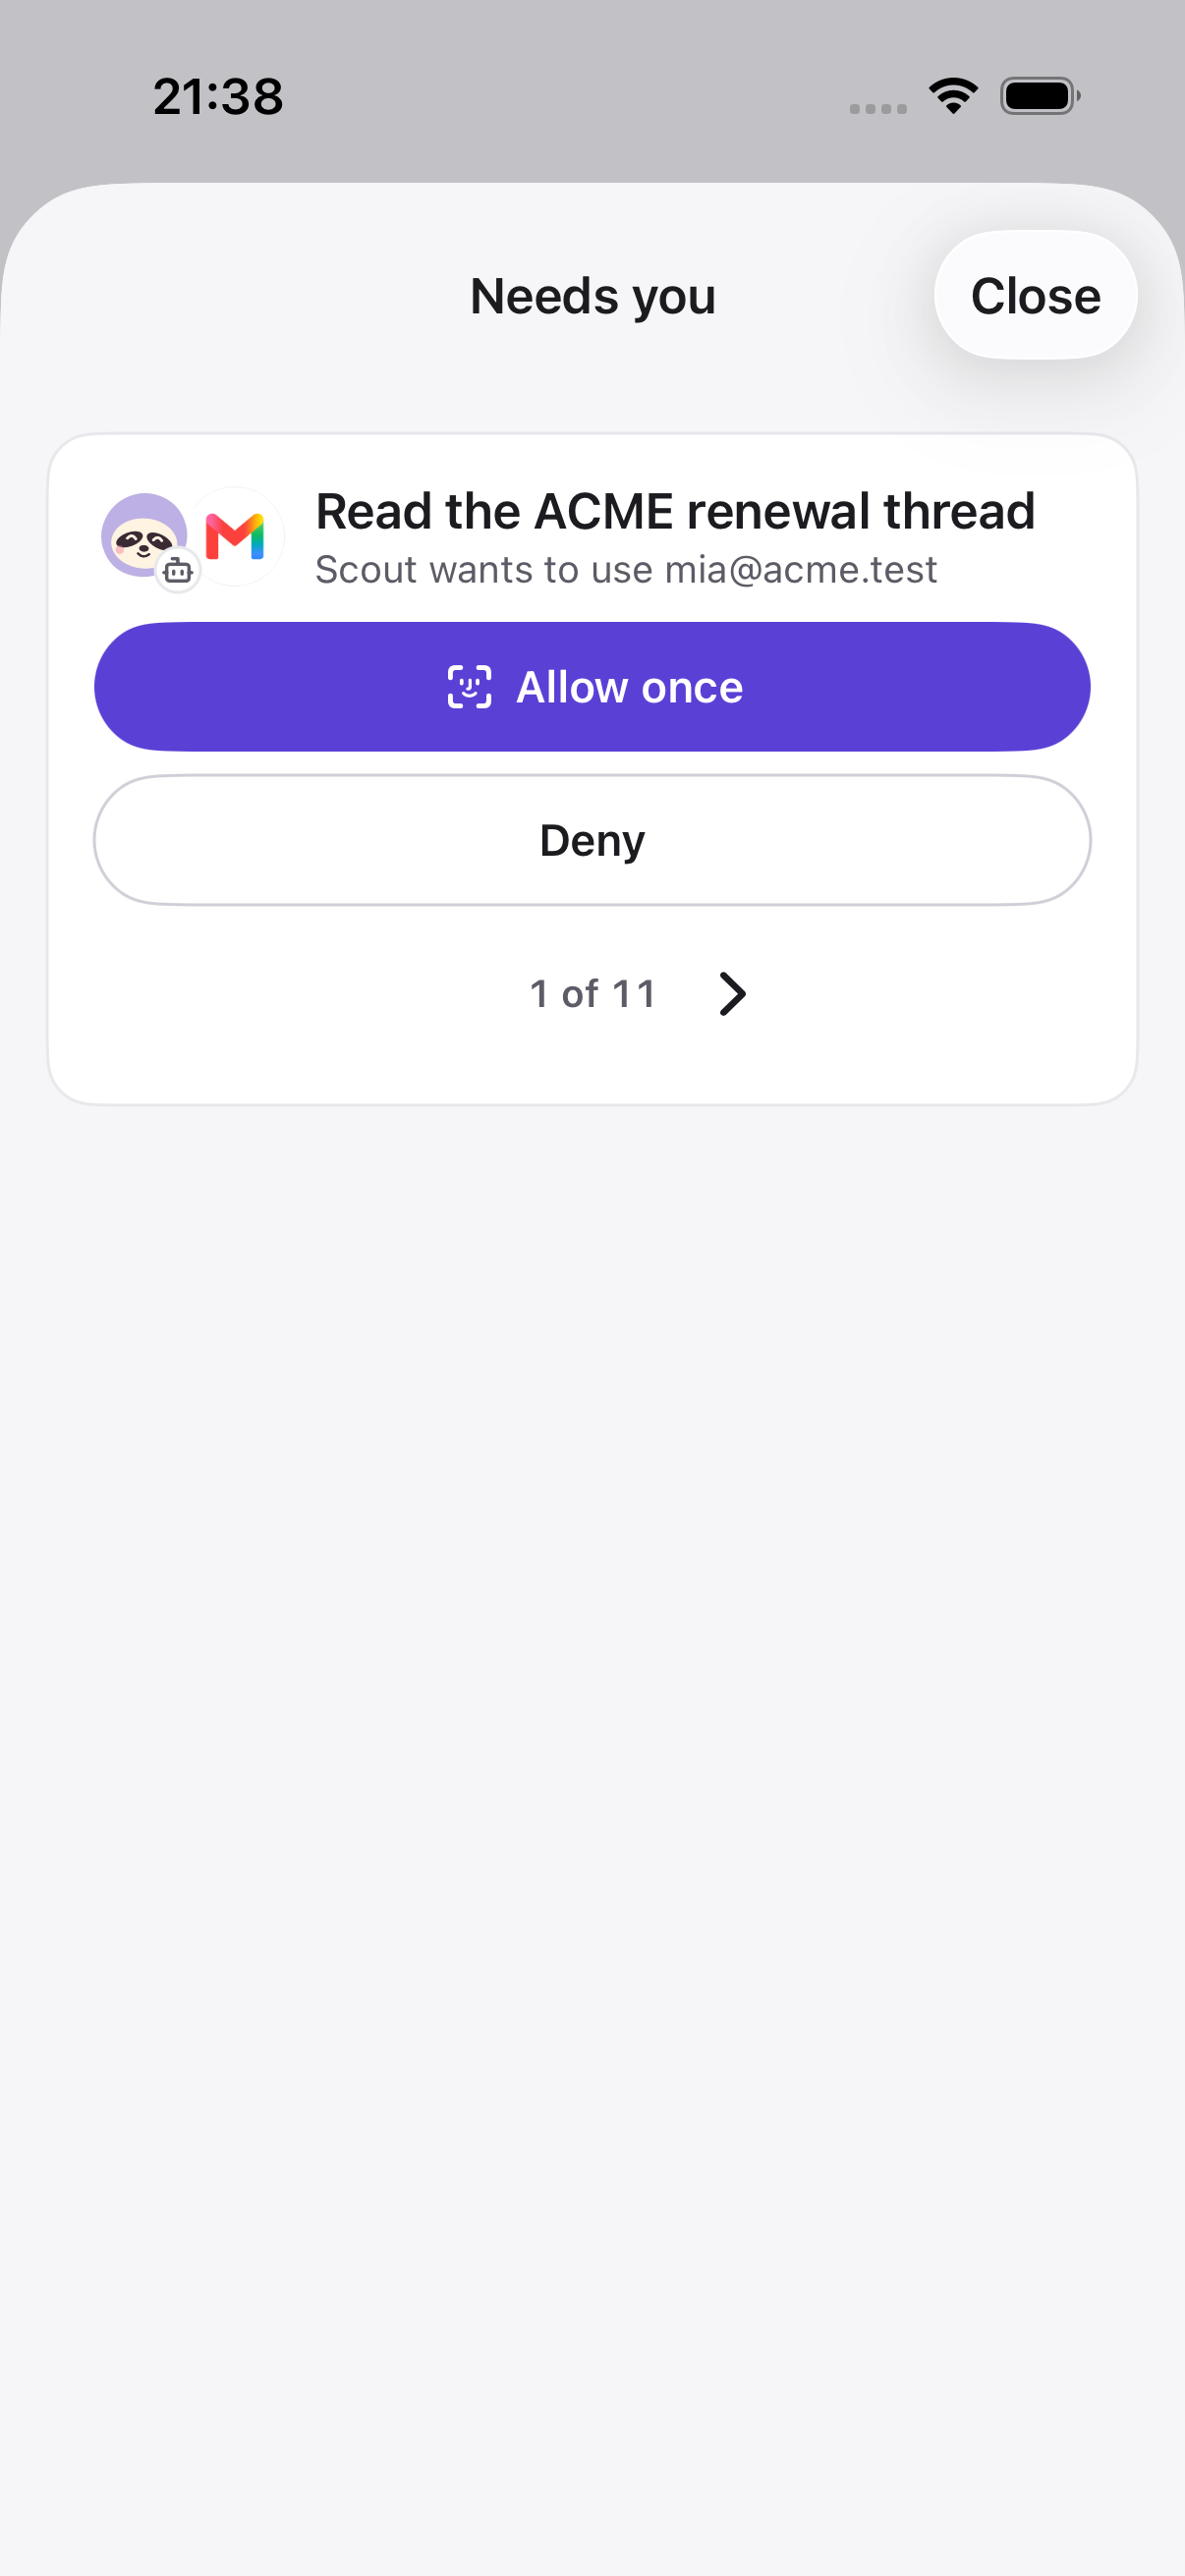 21:38
Needs you
Close
Read the ACME renewal thread
Scout wants to use mia@acme.test
Allow once
Deny
1 of 11